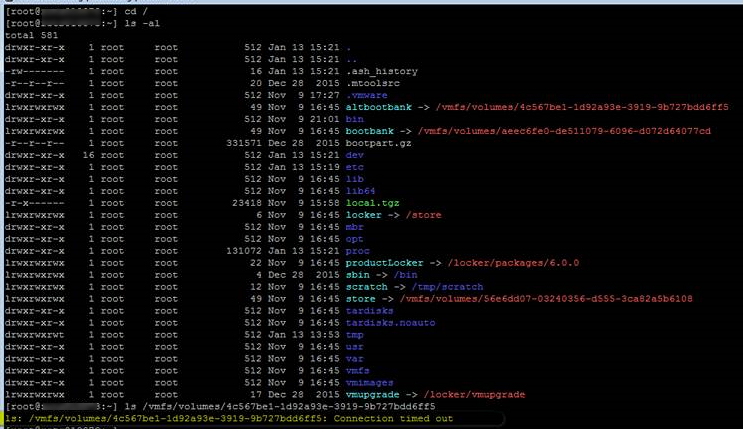 [root@ :~] cd /
[root@ :~] ls -al
total 581
drwxr-xr-x 1 root root 512 Jan 13 15:21 .
drwxr-xr-x 1 root root 512 Jan 13 15:21 ..
-rw------- 1 root root 16 Jan 13 15:21 .ash_history
-r--r--r-- 1 root root 20 Dec 28 2015 .mtoolsrc
drwxr-xr-x 1 root root 512 Nov 9 17:27 .vmware
lrwxrwxrwx 1 root root 49 Nov 9 16:45 altbootbank -> /vmfs/volumes/4c567be1-1d92a93e-3919-9b727bdd6ff5
drwxr-xr-x 1 root root 512 Nov 9 21:01 bin
lrwxrwxrwx 1 root root 49 Nov 9 16:45 bootbank -> /vmfs/volumes/aeec6fe0-de511079-6096-d072d64077cd
-r--r--r-- 1 root root 331571 Dec 28 2015 bootpart.gz
drwxr-xr-x 16 root root 512 Jan 13 15:21 dev
drwxr-xr-x 1 root root 512 Jan 13 15:19 etc
drwxr-xr-x 1 root root 512 Nov 9 16:45 lib
drwxr-xr-x 1 root root 512 Nov 9 16:45 lib64
-r-x------ 1 root root 23418 Nov 9 15:58 local.tgz
lrwxrwxrwx 1 root root 6 Nov 9 16:45 locker -> /store
drwxr-xr-x 1 root root 512 Nov 9 16:45 mbr
drwxr-xr-x 1 root root 512 Nov 9 16:45 opt
drwxr-xr-x 1 root root 131072 Jan 13 15:21 proc
lrwxrwxrwx 1 root root 22 Nov 9 16:45 productLocker -> /locker/packages/6.0.0
lrwxrwxrwx 1 root root 4 Dec 28 2015 sbin -> /bin
lrwxrwxrwx 1 root root 12 Nov 9 16:45 scratch -> /tmp/scratch
lrwxrwxrwx 1 root root 49 Nov 9 16:45 store -> /vmfs/volumes/56e6dd07-03240356-d555-3ca82a5b6108
drwxr-xr-x 1 root root 512 Nov 9 16:45 tardisks
drwxr-xr-x 1 root root 512 Nov 9 16:45 tardisks.noauto
drwxrwxrwt 1 root root 512 Jan 13 13:53 tmp
drwxr-xr-x 1 root root 512 Nov 9 16:45 usr
drwxr-xr-x 1 root root 512 Nov 9 16:45 var
drwxr-xr-x 1 root root 512 Nov 9 16:45 vmfs
drwxr-xr-x 1 root root 512 Nov 9 16:45 vmimages
lrwxrwxrwx 1 root root 17 Dec 28 2015 vmupgrade -> /locker/vmupgrade
[root@ :~] ls /vmfs/volumes/4c567be1-1d92a93e-3919-9b727bdd6ff5
ls: /vmfs/volumes/4c567be1-1d92a93e-3919-9b727bdd6ff5: Connection timed out